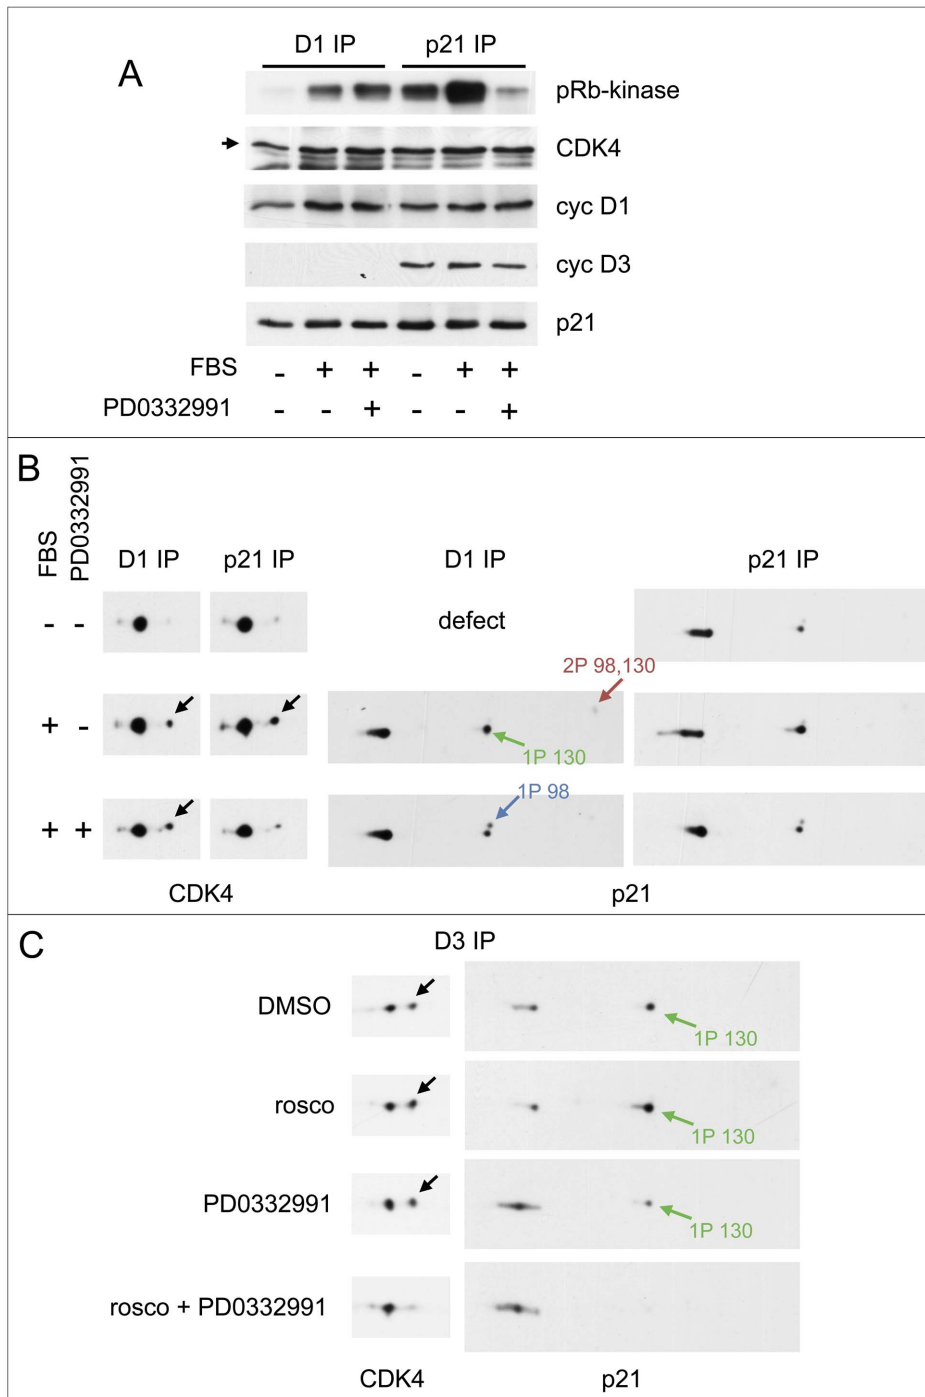 A
D1 IP p21 IP
pRb-kinase
CDK4
cyc D1
cyc D3
p21
FBS - + + - + +
PD0332991 - - + - - +
B
FBS PD0332991 D1 IP p21 IP D1 IP p21 IP
- - defect
2P 98,130
+ -
1P 130
1P 98
+ +
CDK4 p21
C
D3 IP
DMSO
1P 130
rosco
1P 130
PD0332991
1P 130
rosco + PD0332991
CDK4 p21